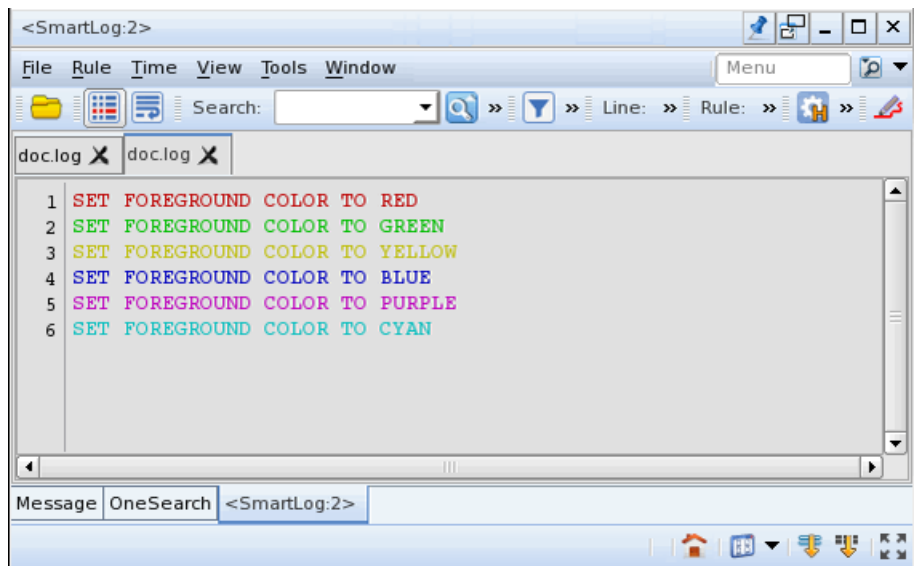 <SmartLog:2>
File Rule Time View Tools Window Menu
Search: » » Line: » Rule: » »
doc.log doc.log
1 SET FOREGROUND COLOR TO RED
2 SET FOREGROUND COLOR TO GREEN
3 SET FOREGROUND COLOR TO YELLOW
4 SET FOREGROUND COLOR TO BLUE
5 SET FOREGROUND COLOR TO PURPLE
6 SET FOREGROUND COLOR TO CYAN
Message OneSearch <SmartLog:2>